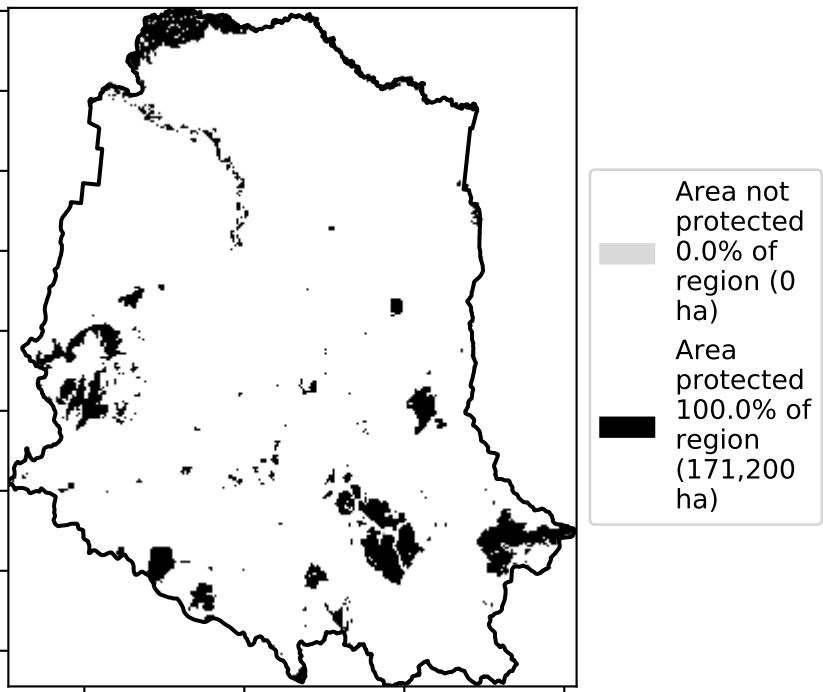 Area not
protected
0.0% of
region (0
ha)
Area
protected
100.0% of
region
(171,200
ha)